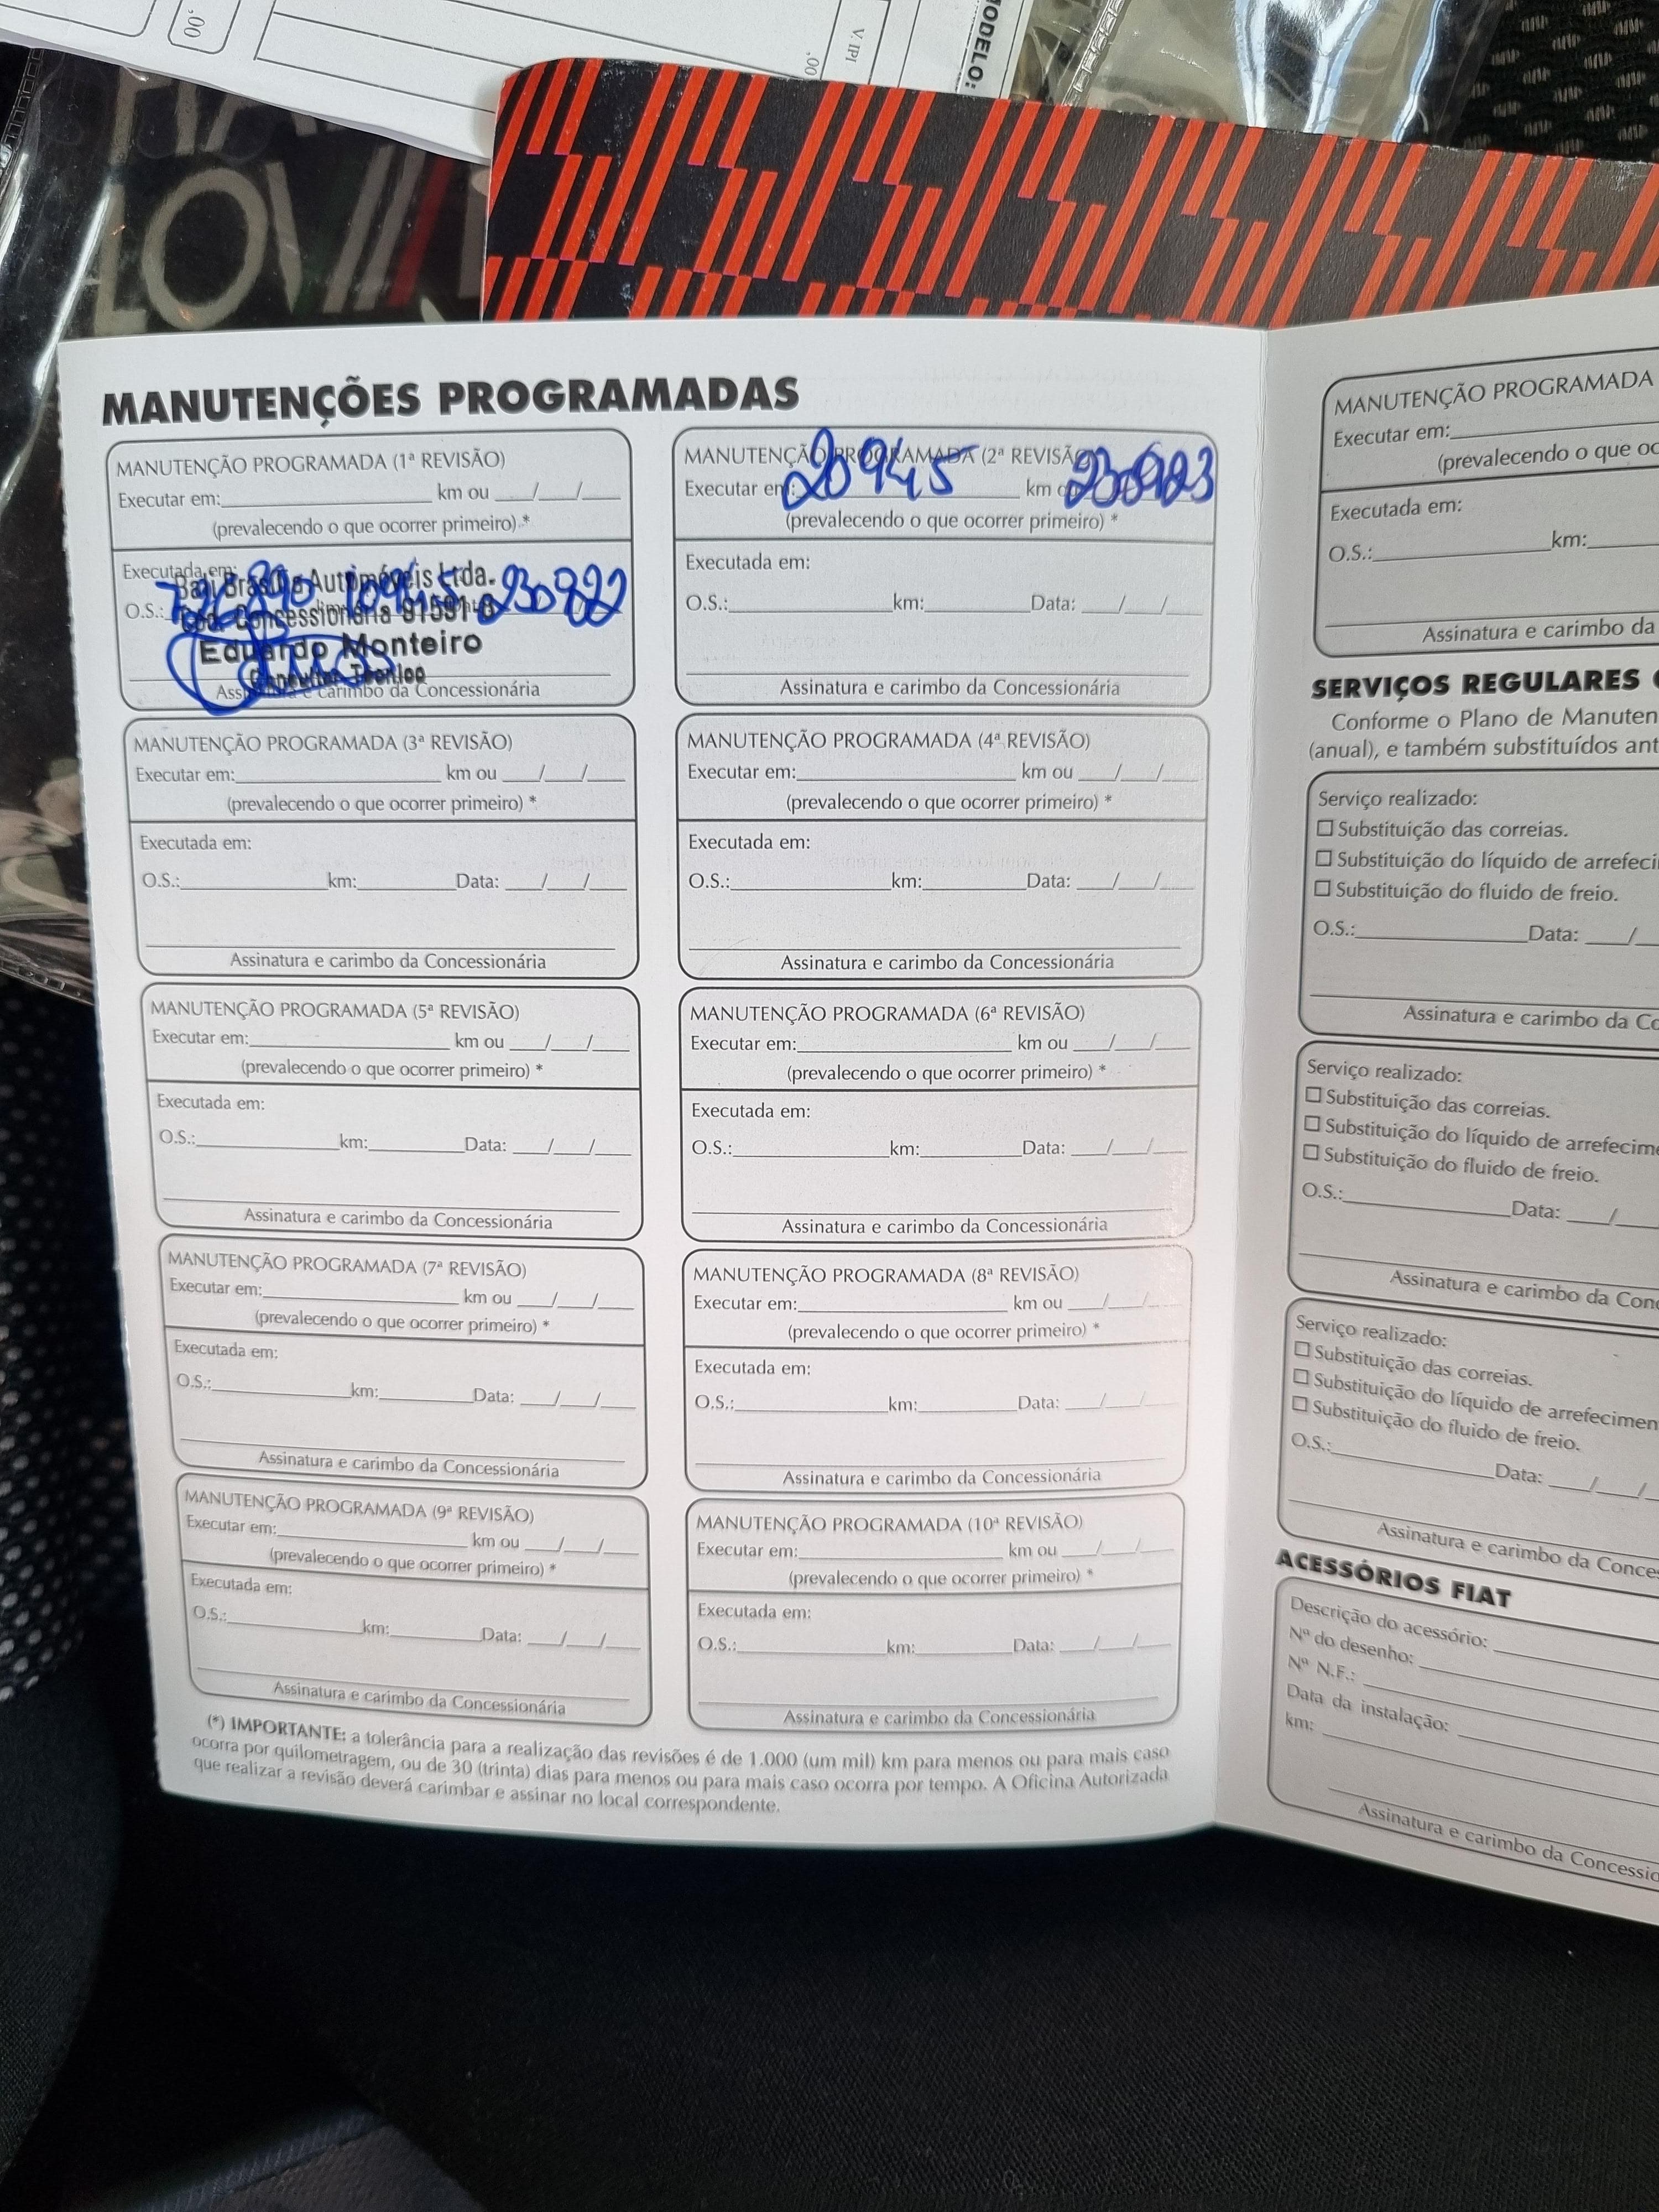 ,00
,00
V. IPI
MODELO:
MANUTENÇÕES PROGRAMADAS
MANUTENÇÃO PROGRAMADA (1ª REVISÃO)
Executar em: km ou / /
(prevalecendo o que ocorrer primeiro) *
Executada em:
Bali Brasília Automóveis Ltda.
O.S.: 10945 230922
Cod. Concessionária
Eduardo Monteiro
Consultor Técnico
Assinatura e carimbo da Concessionária
MANUTENÇÃO PROGRAMADA (2ª REVISÃO)
Executar em: 20945 km ou 230923
(prevalecendo o que ocorrer primeiro) *
Executada em:
O.S.: km: Data: / /
Assinatura e carimbo da Concessionária
MANUTENÇÃO PROGRAMADA (3ª REVISÃO)
Executar em: km ou / /
(prevalecendo o que ocorrer primeiro) *
Executada em:
O.S.: km: Data: / /
Assinatura e carimbo da Concessionária
MANUTENÇÃO PROGRAMADA (4ª REVISÃO)
Executar em: km ou / /
(prevalecendo o que ocorrer primeiro) *
Executada em:
O.S.: km: Data: / /
Assinatura e carimbo da Concessionária
MANUTENÇÃO PROGRAMADA (5ª REVISÃO)
Executar em: km ou / /
(prevalecendo o que ocorrer primeiro) *
Executada em:
O.S.: km: Data: / /
Assinatura e carimbo da Concessionária
MANUTENÇÃO PROGRAMADA (6ª REVISÃO)
Executar em: km ou / /
(prevalecendo o que ocorrer primeiro) *
Executada em:
O.S.: km: Data: / /
Assinatura e carimbo da Concessionária
MANUTENÇÃO PROGRAMADA (7ª REVISÃO)
Executar em: km ou / /
(prevalecendo o que ocorrer primeiro) *
Executada em:
O.S.: km: Data: / /
Assinatura e carimbo da Concessionária
MANUTENÇÃO PROGRAMADA (8ª REVISÃO)
Executar em: km ou / /
(prevalecendo o que ocorrer primeiro) *
Executada em:
O.S.: km: Data: / /
Assinatura e carimbo da Concessionária
MANUTENÇÃO PROGRAMADA (9ª REVISÃO)
Executar em: km ou / /
(prevalecendo o que ocorrer primeiro) *
Executada em:
O.S.: km: Data: / /
Assinatura e carimbo da Concessionária
MANUTENÇÃO PROGRAMADA (10ª REVISÃO)
Executar em: km ou / /
(prevalecendo o que ocorrer primeiro) *
Executada em:
O.S.: km: Data: / /
Assinatura e carimbo da Concessionária
(*) IMPORTANTE: a tolerância para a realização das revisões é de 1.000 (um mil) km para menos ou para mais caso
ocorra por quilometragem, ou de 30 (trinta) dias para menos ou para mais caso ocorra por tempo. A Oficina Autorizada
que realizar a revisão deverá carimbar e assinar no local correspondente.
MANUTENÇÃO PROGRAMADA
Executar em:
(prevalecendo o que oc
Executada em:
O.S.: km:
Assinatura e carimbo da
SERVIÇOS REGULARES
Conforme o Plano de Manuten
(anual), e também substituídos ant
Serviço realizado:
Substituição das correias.
Substituição do líquido de arrefeci
Substituição do fluido de freio.
O.S.: Data: /
Assinatura e carimbo da Co
Serviço realizado:
Substituição das correias.
Substituição do líquido de arrefecime
Substituição do fluido de freio.
O.S.: Data: /
Assinatura e carimbo da Conc
Serviço realizado:
Substituição das correias.
Substituição do líquido de arrefecimen
Substituição do fluido de freio.
O.S.: Data: / /
Assinatura e carimbo da Conces
ACESSÓRIOS FIAT
Descrição do acessório:
Nº do desenho:
Nº N.F.:
Data da instalação:
km:
Assinatura e carimbo da Concessio